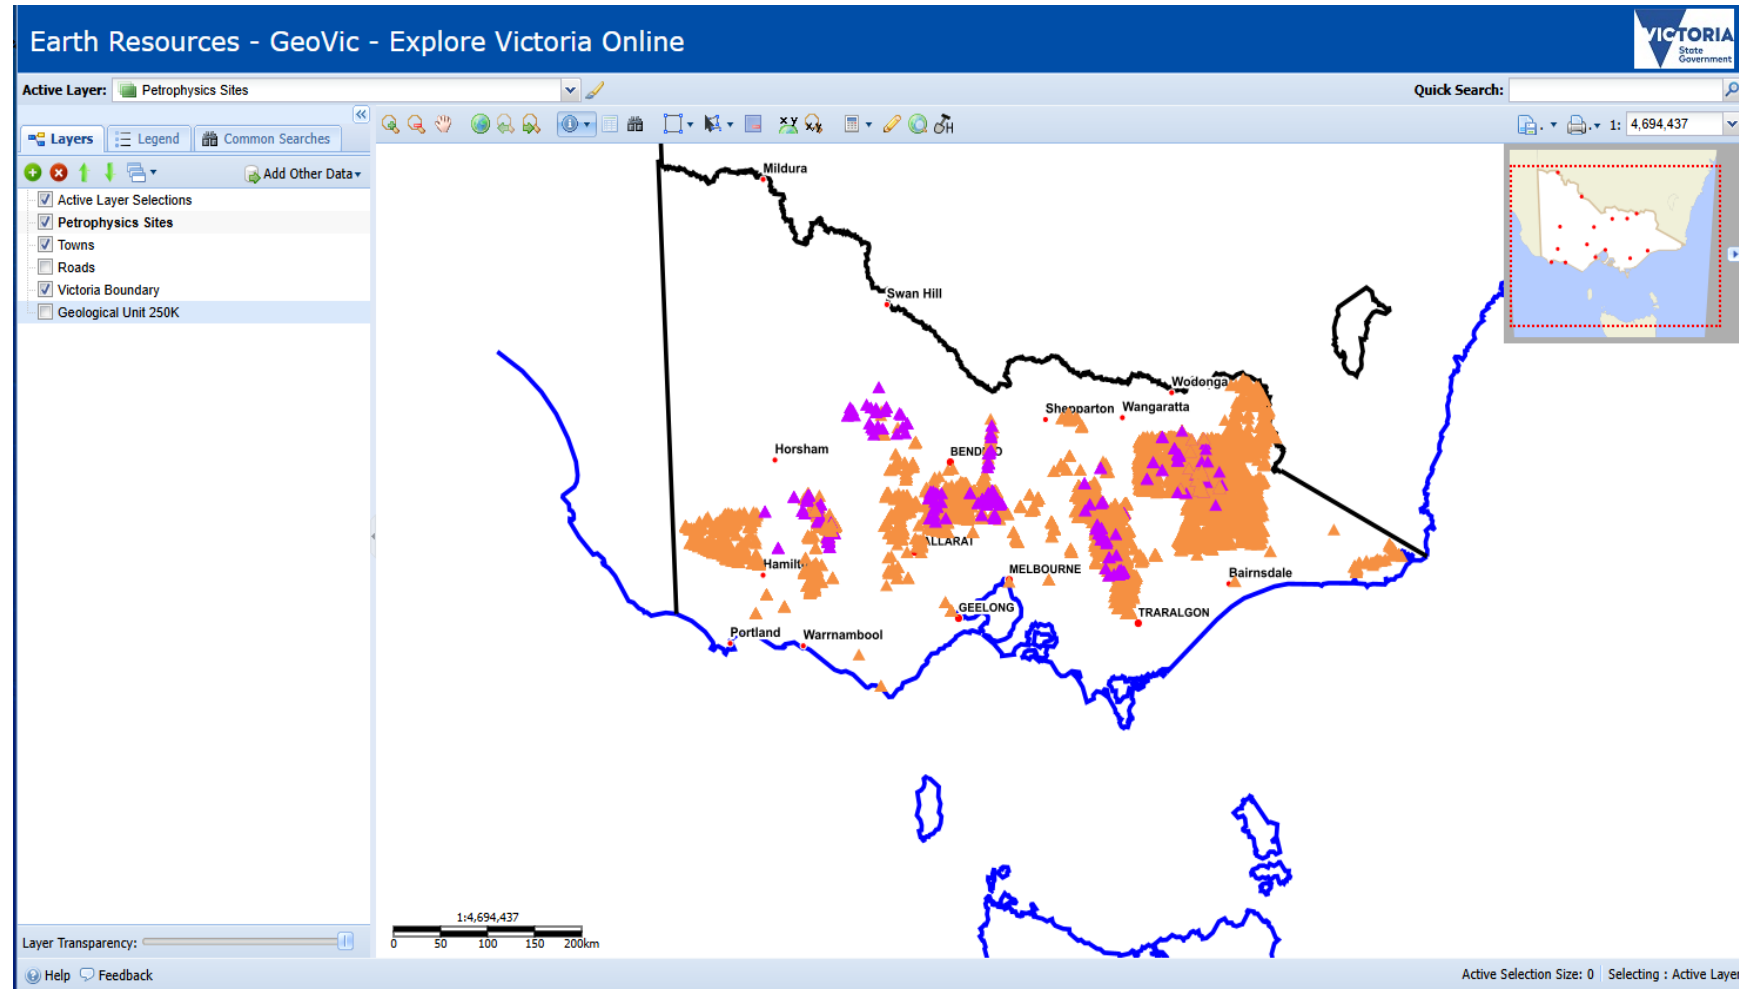 Earth Resources - GeoVic - Explore Victoria Online
VICTORIA
State
Government
Active Layer: Petrophysics Sites
Quick Search:
Layers
Legend
Common Searches
1: 4,694,437
Add Other Data
Active Layer Selections
Petrophysics Sites
Towns
Roads
Victoria Boundary
Geological Unit 250K
Mildura
Swan Hill
Wodonga
Shepparton
Wangaratta
Horsham
Hamilt
MELBOURNE
Bairnsdale
GEELONG
TRARALGON
Portland
Warrnambool
1:4,694,437
0 50 100 150 200km
Layer Transparency:
Help
Feedback
Active Selection Size: 0
Selecting : Active Layer